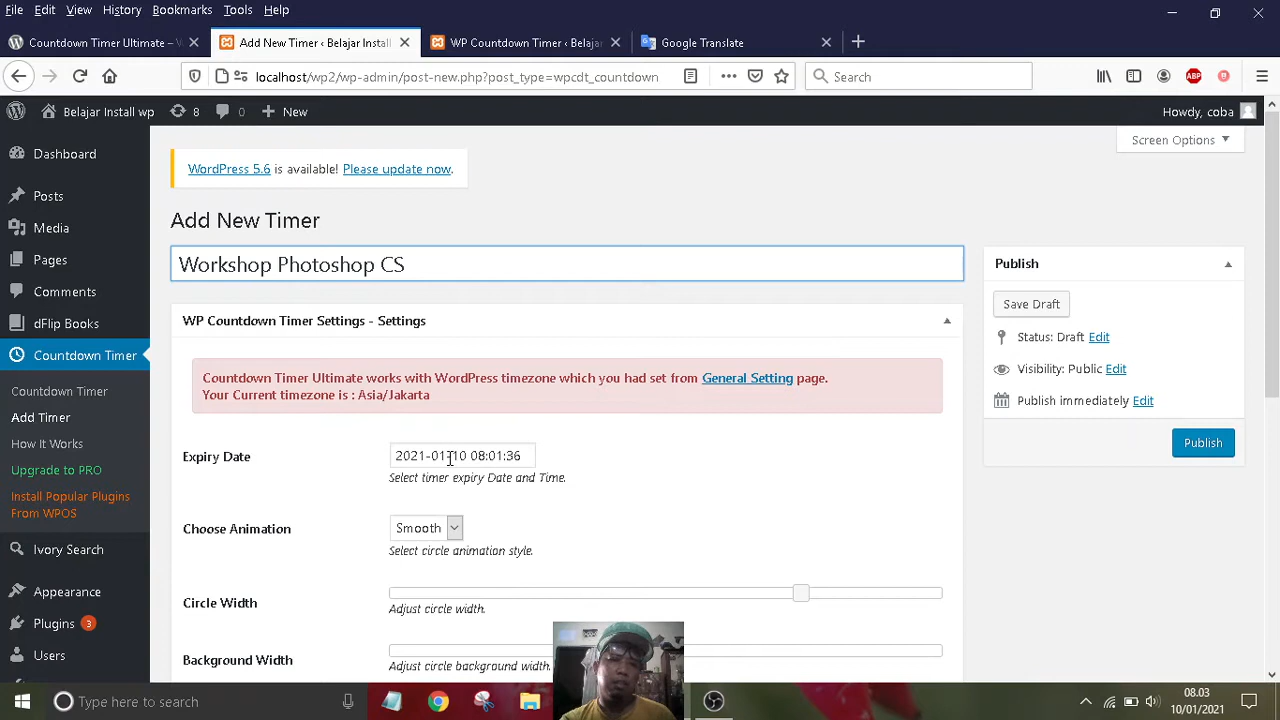 File Edit View History Bookmarks Tools Help
Countdown Timer Ultimate –
Add New Timer ‹ Belajar Install
WP Countdown Timer ‹ Belajar
Google Translate
localhost/wp2/wp-admin/post-new.php?post_type=wpcdt_countdown
Search
ABP
Belajar Install wp 8 0 New Howdy, coba
Screen Options
WordPress 5.6 is available! Please update now.
Add New Timer
Workshop Photoshop CS
Dashboard
Posts
Media
Pages
Comments
dFlip Books
Countdown Timer
Countdown Timer
Add Timer
How It Works
Upgrade to PRO
Install Popular Plugins
From WPOS
Ivory Search
Appearance
Plugins 3
Users
WP Countdown Timer Settings - Settings
Countdown Timer Ultimate works with WordPress timezone which you had set from General Setting page.
Your Current timezone is : Asia/Jakarta
Expiry Date 2021-01-10 08:01:36
Select timer expiry Date and Time.
Choose Animation Smooth
Select circle animation style.
Circle Width
Adjust circle width.
Background Width
Adjust circle background width.
Publish
Save Draft
Status: Draft Edit
Visibility: Public Edit
Publish immediately Edit
Publish
Type here to search
08.03
10/01/2021